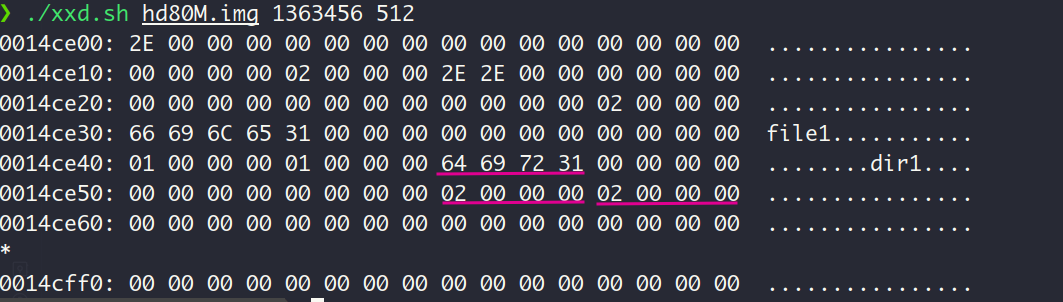 ❯ ./xxd.sh hd80M.img 1363456 512
0014ce00: 2E 00 00 00 00 00 00 00 00 00 00 00 00 00 00 00  ................
0014ce10: 00 00 00 00 02 00 00 00 2E 2E 00 00 00 00 00 00  ................
0014ce20: 00 00 00 00 00 00 00 00 00 00 00 00 02 00 00 00  ................
0014ce30: 66 69 6C 65 31 00 00 00 00 00 00 00 00 00 00 00  file1...........
0014ce40: 01 00 00 00 01 00 00 00 64 69 72 31 00 00 00 00  ........dir1....
0014ce50: 00 00 00 00 00 00 00 00 02 00 00 00 02 00 00 00  ................
0014ce60: 00 00 00 00 00 00 00 00 00 00 00 00 00 00 00 00  ................
*
0014cff0: 00 00 00 00 00 00 00 00 00 00 00 00 00 00 00 00  ................